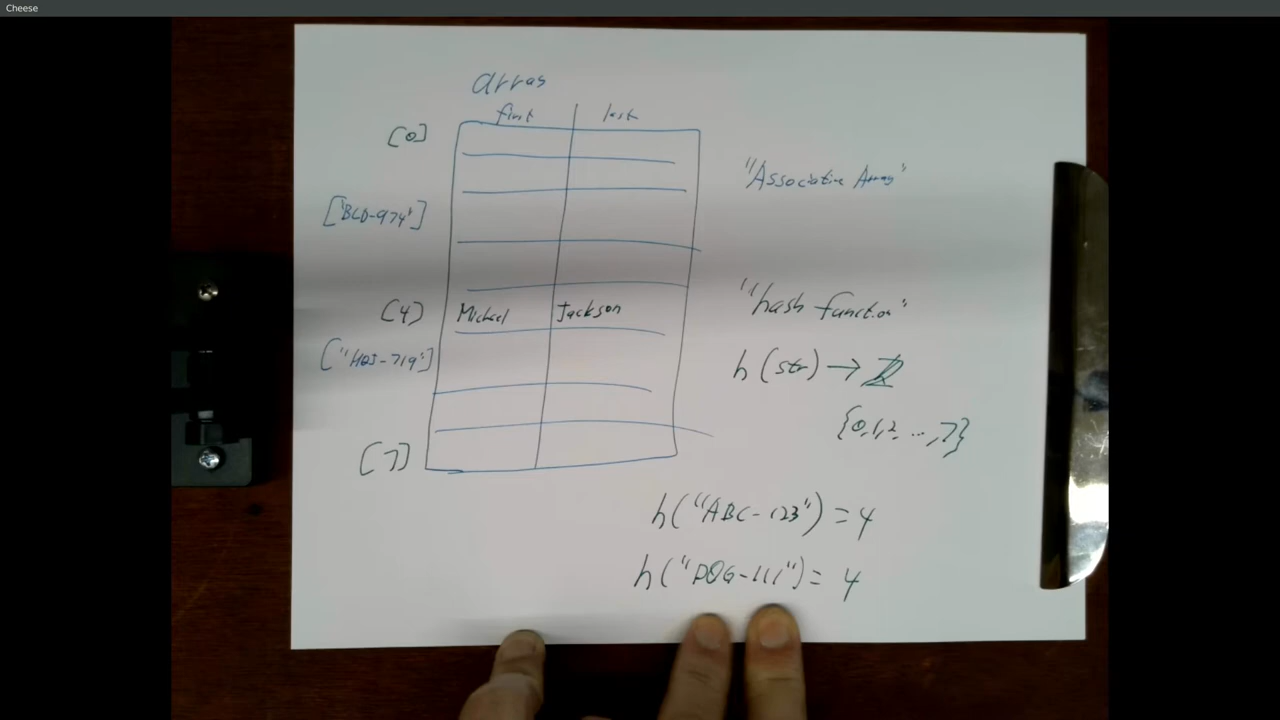 Cheese
array
first last
[0]
"Associative Array"
["BCD-974"]
"hash function"
[4] Michael Jackson
["HQJ-719"]
h(str) → ℤ
{0,1,2, ...,7}
[7]
h("ABC-123") = 4
h("DOG-111") = 4